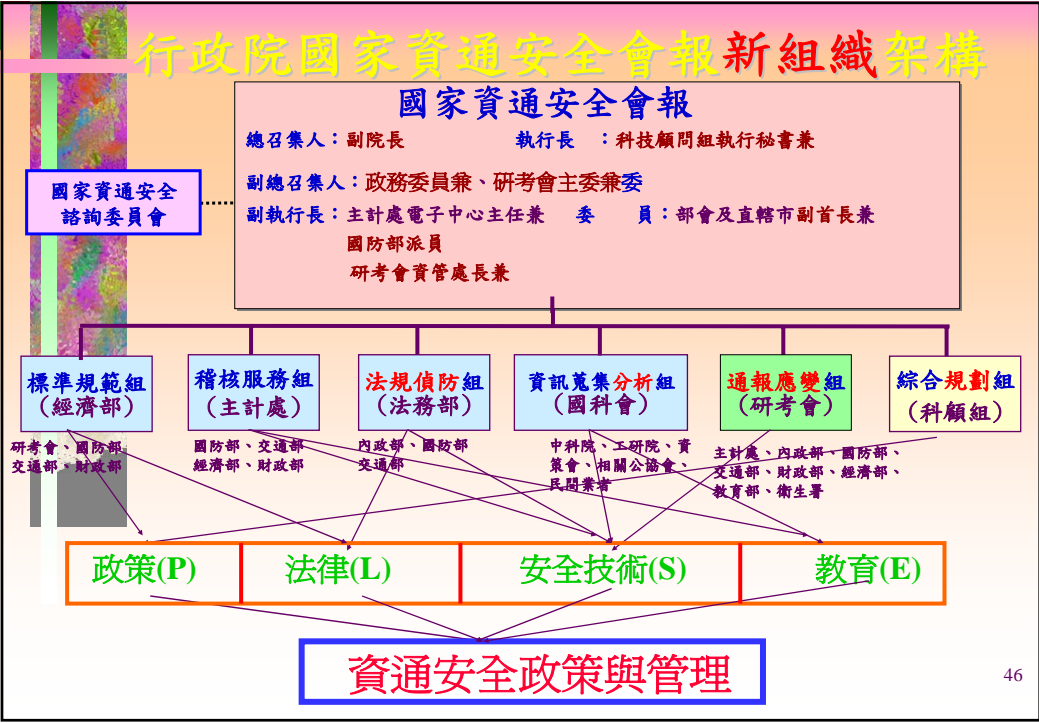 行政院國家資通安全會報新組織架構
國家資通安全會報
總召集人：副院長 執行長 ：科技顧問組執行秘書兼
副總召集人：政務委員兼、研考會主委兼委
副執行長：主計處電子中心主任兼 委 員：部會及直轄市副首長兼
國防部派員
研考會資管處長兼
國家資通安全
諮詢委員會
標準規範組
（經濟部）
研考會、國防部
交通部、財政部
稽核服務組
（主計處）
國防部、交通部
經濟部、財政部
法規偵防組
（法務部）
內政部、國防部
交通部
資訊蒐集分析組
（國科會）
中科院、工研院、資
策會、相關公協會、
民間業者
通報應變組
（研考會）
主計處、內政部、國防部、
交通部、財政部、經濟部、
教育部、衛生署
綜合規劃組
（科顧組）
政策(P)
法律(L)
安全技術(S)
教育(E)
資通安全政策與管理
46